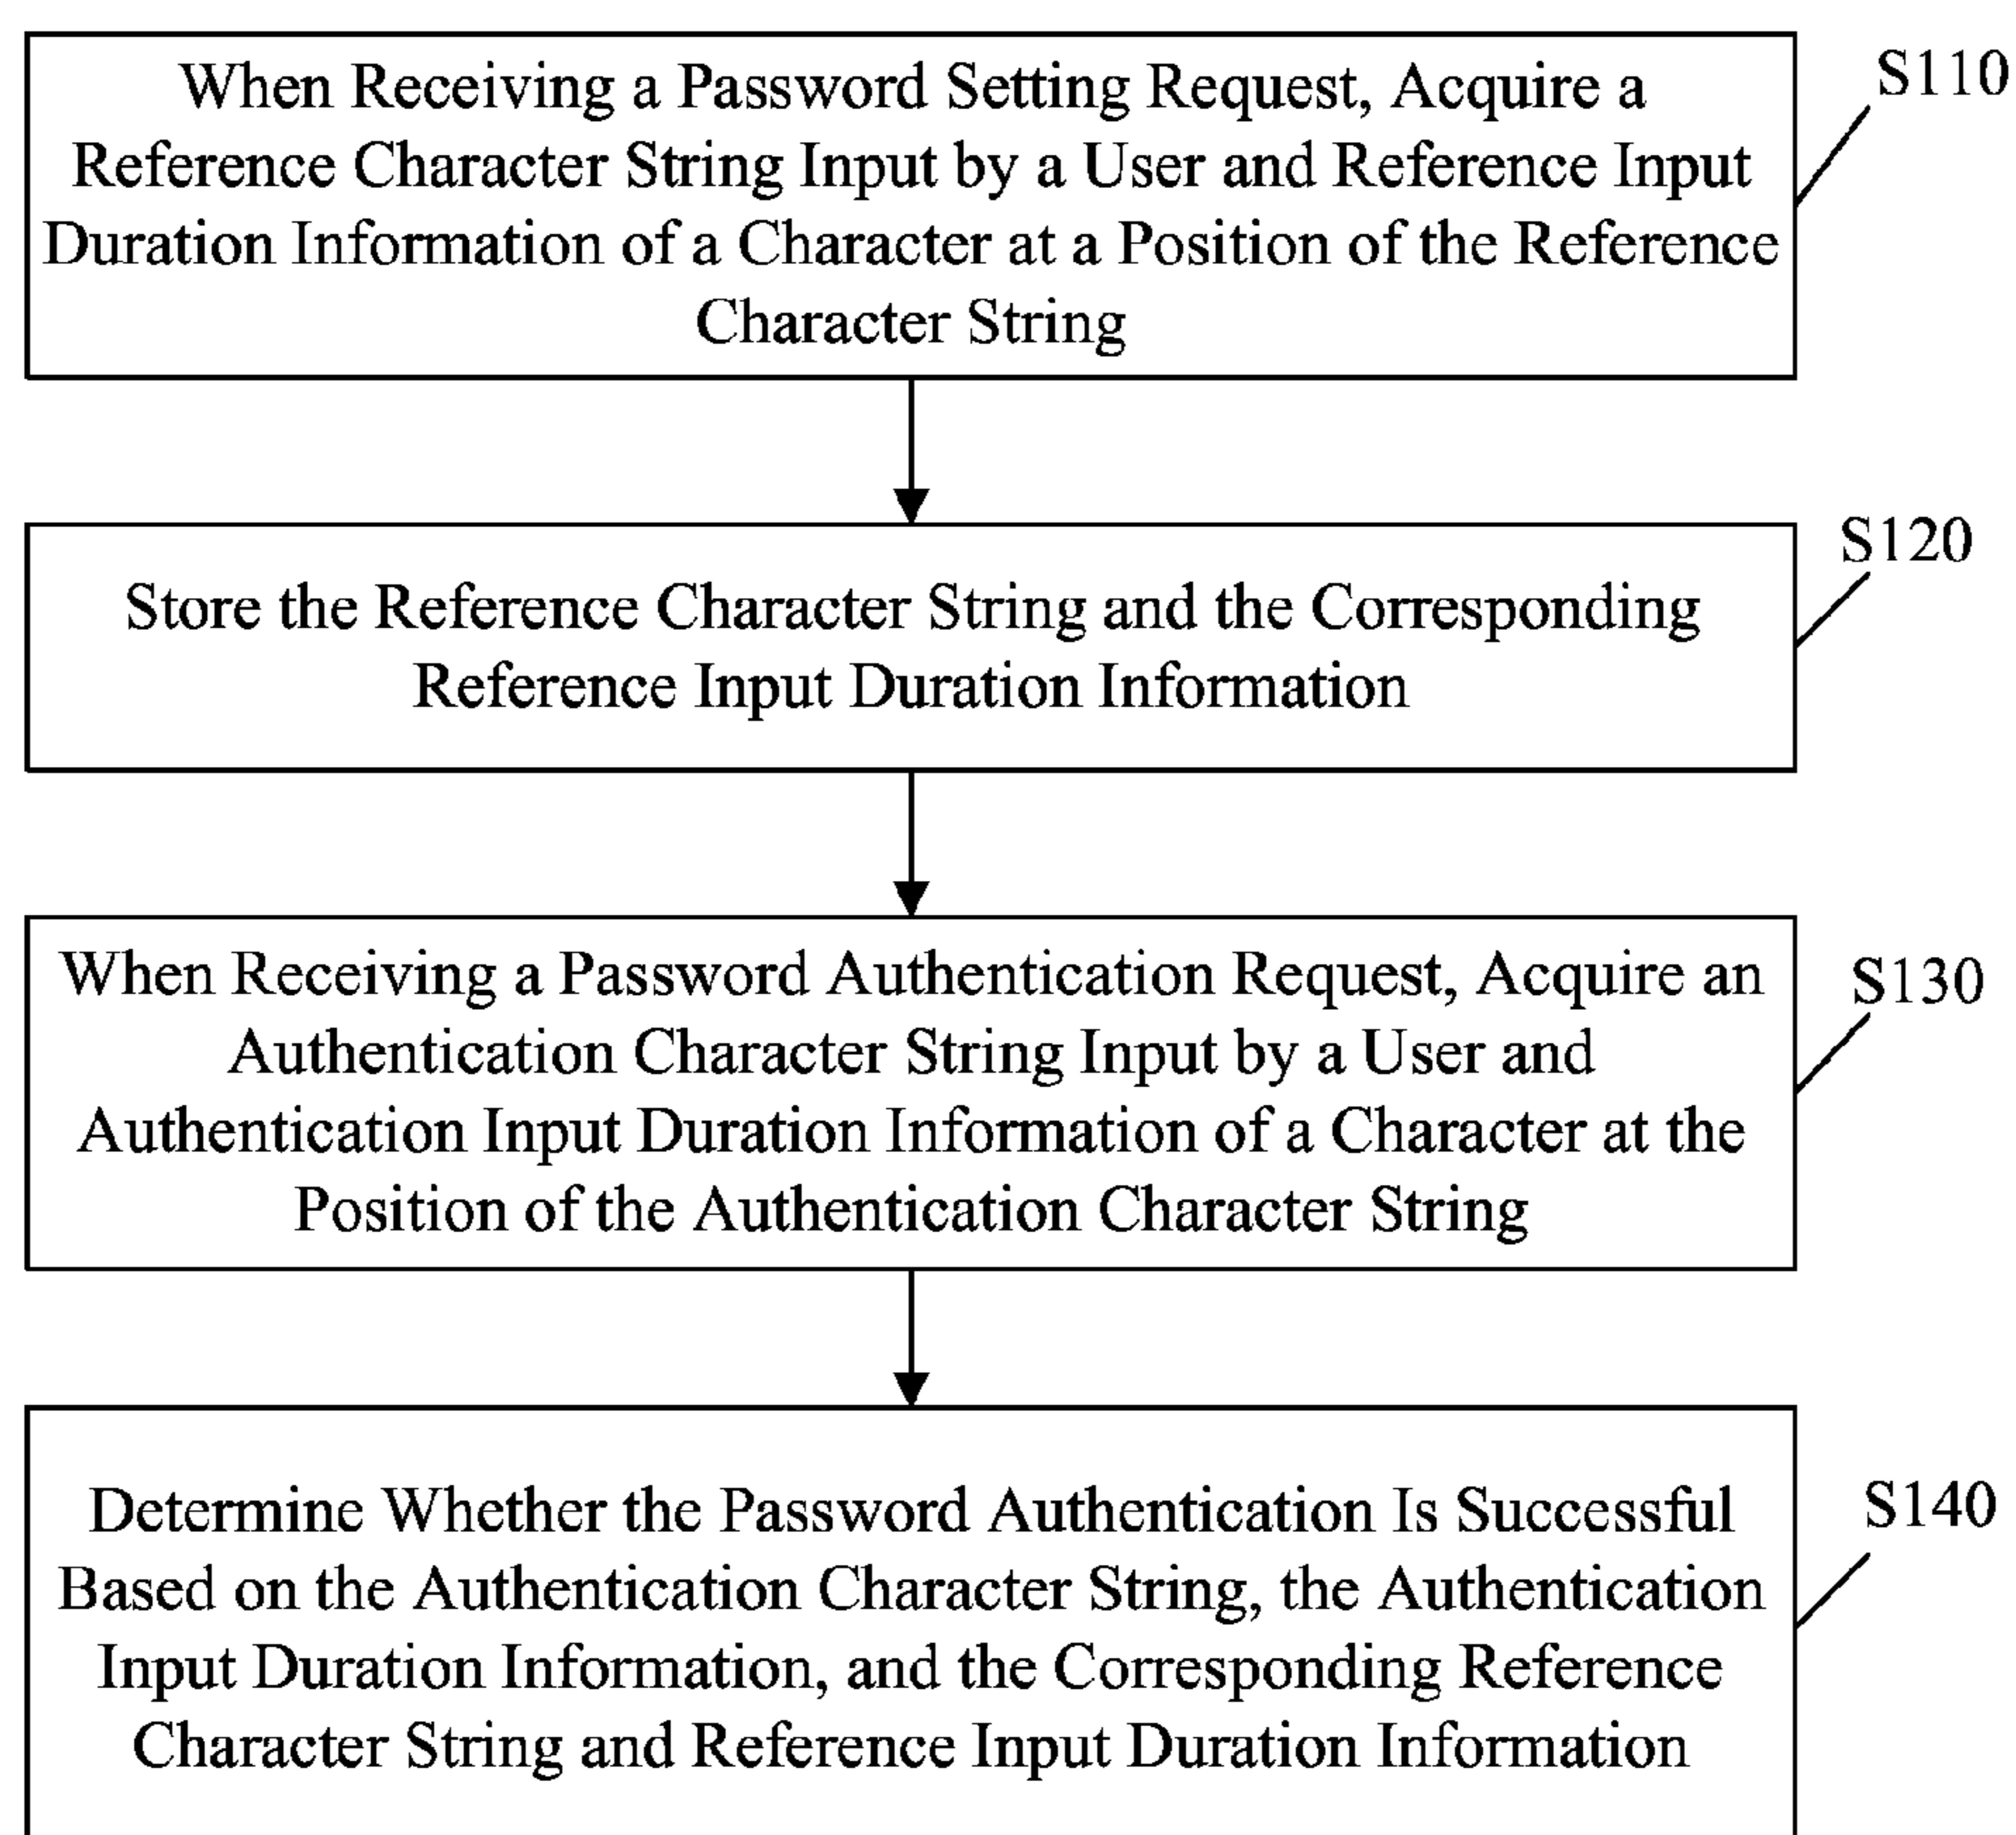 When Receiving a Password Setting Request, Acquire a
Reference Character String Input by a User and Reference Input
Duration Information of a Character at a Position of the Reference
Character String
S110
Store the Reference Character String and the Corresponding
Reference Input Duration Information
S120
When Receiving a Password Authentication Request, Acquire an
Authentication Character String Input by a User and
Authentication Input Duration Information of a Character at the
Position of the Authentication Character String
S130
Determine Whether the Password Authentication Is Successful
Based on the Authentication Character String, the Authentication
Input Duration Information, and the Corresponding Reference
Character String and Reference Input Duration Information
S140